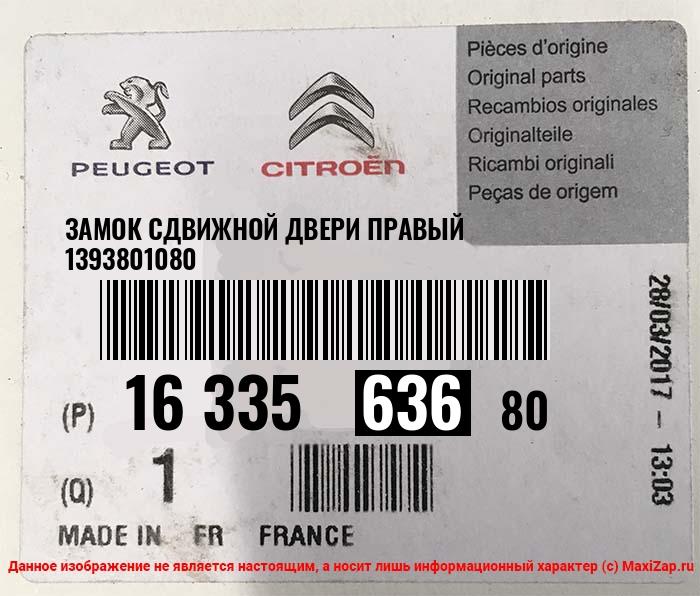 PEUGEOT
CITROËN
Pièces d'origine
Original parts
Recambios originales
Originalteile
Ricambi originali
Peças de origem
ЗАМОК СДВИЖНОЙ ДВЕРИ ПРАВЫЙ
1393801080
(P) 16 335 636 80
(Q) 1
MADE IN FR FRANCE
28/03/2017 - 13:03
Данное изображение не является настоящим, а носит лишь информационный характер (c) MaxiZap.ru